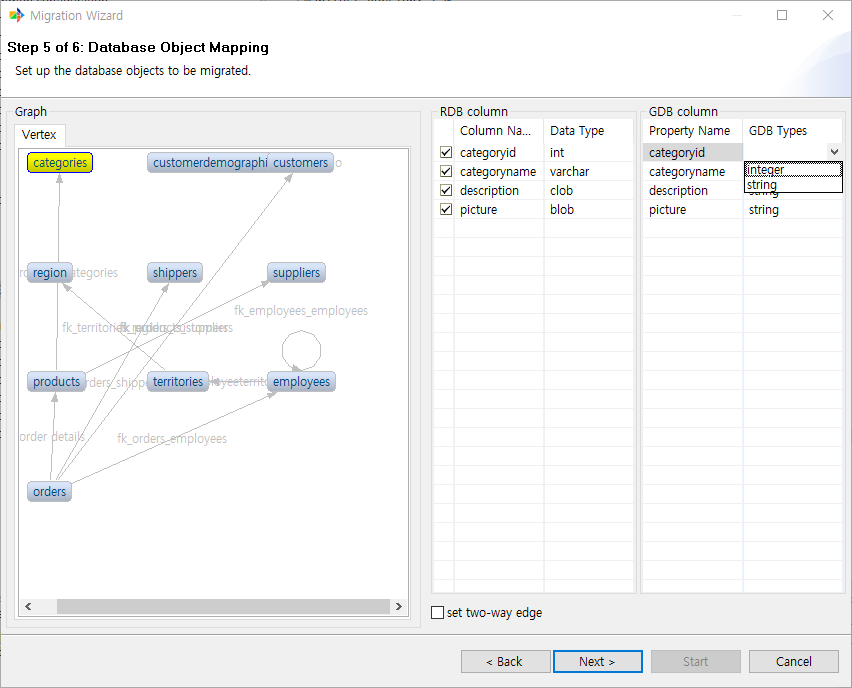 Migration Wizard
Step 5 of 6: Database Object Mapping
Set up the database objects to be migrated.
Graph
Vertex
categories
customerdemographi
customers
region
categories
shippers
suppliers
fk_employees_employees
products
territories
employees
order details
fk_orders_employees
orders
RDB column
Column Na... Data Type
categoryid int
categoryname varchar
description clob
picture blob
GDB column
Property Name GDB Types
categoryid
integer
categoryname
string
description string
picture string
set two-way edge
< Back Next > Start Cancel